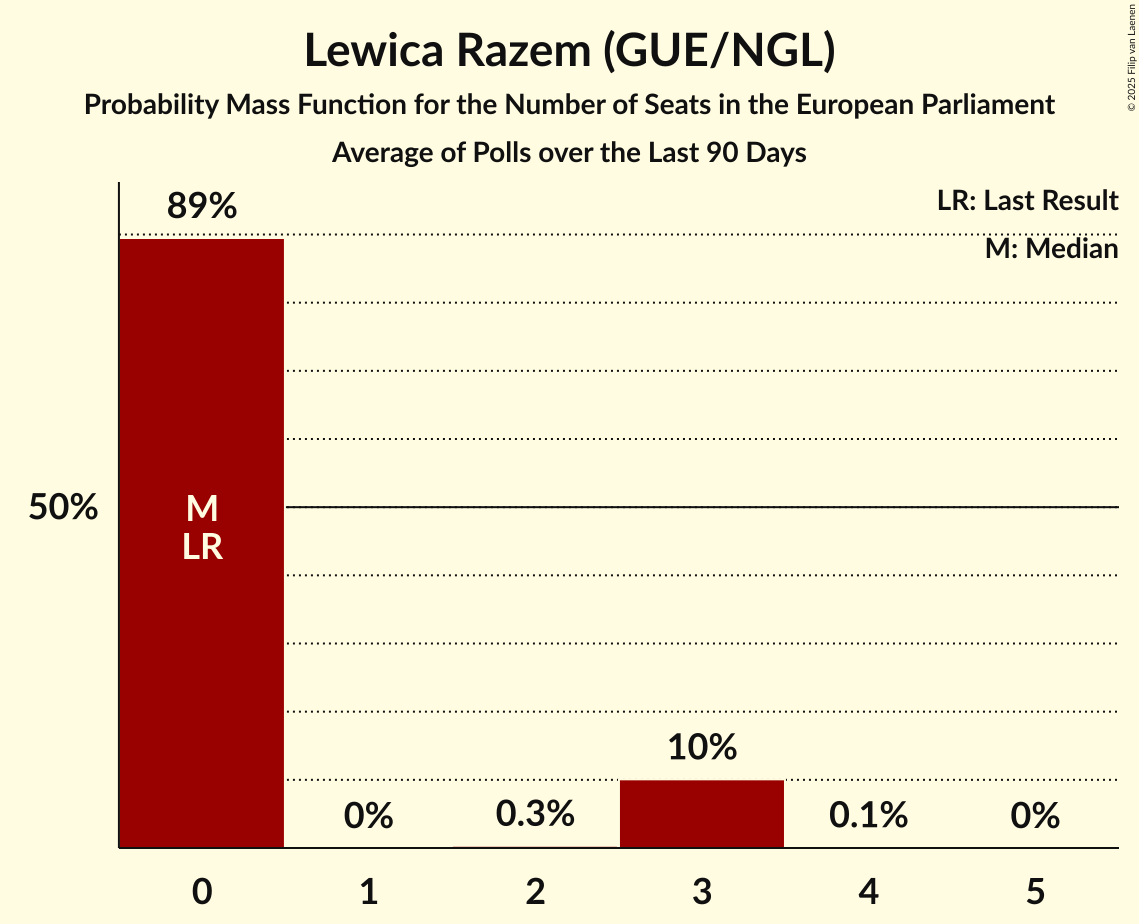 Lewica Razem (GUE/NGL)
Probability Mass Function for the Number of Seats in the European Parliament
Average of Polls over the Last 90 Days
© 2025 Filip van Laenen
LR: Last Result
M: Median
89%
50%
M
LR
0%
0.3%
10%
0.1%
0%
0 1 2 3 4 5